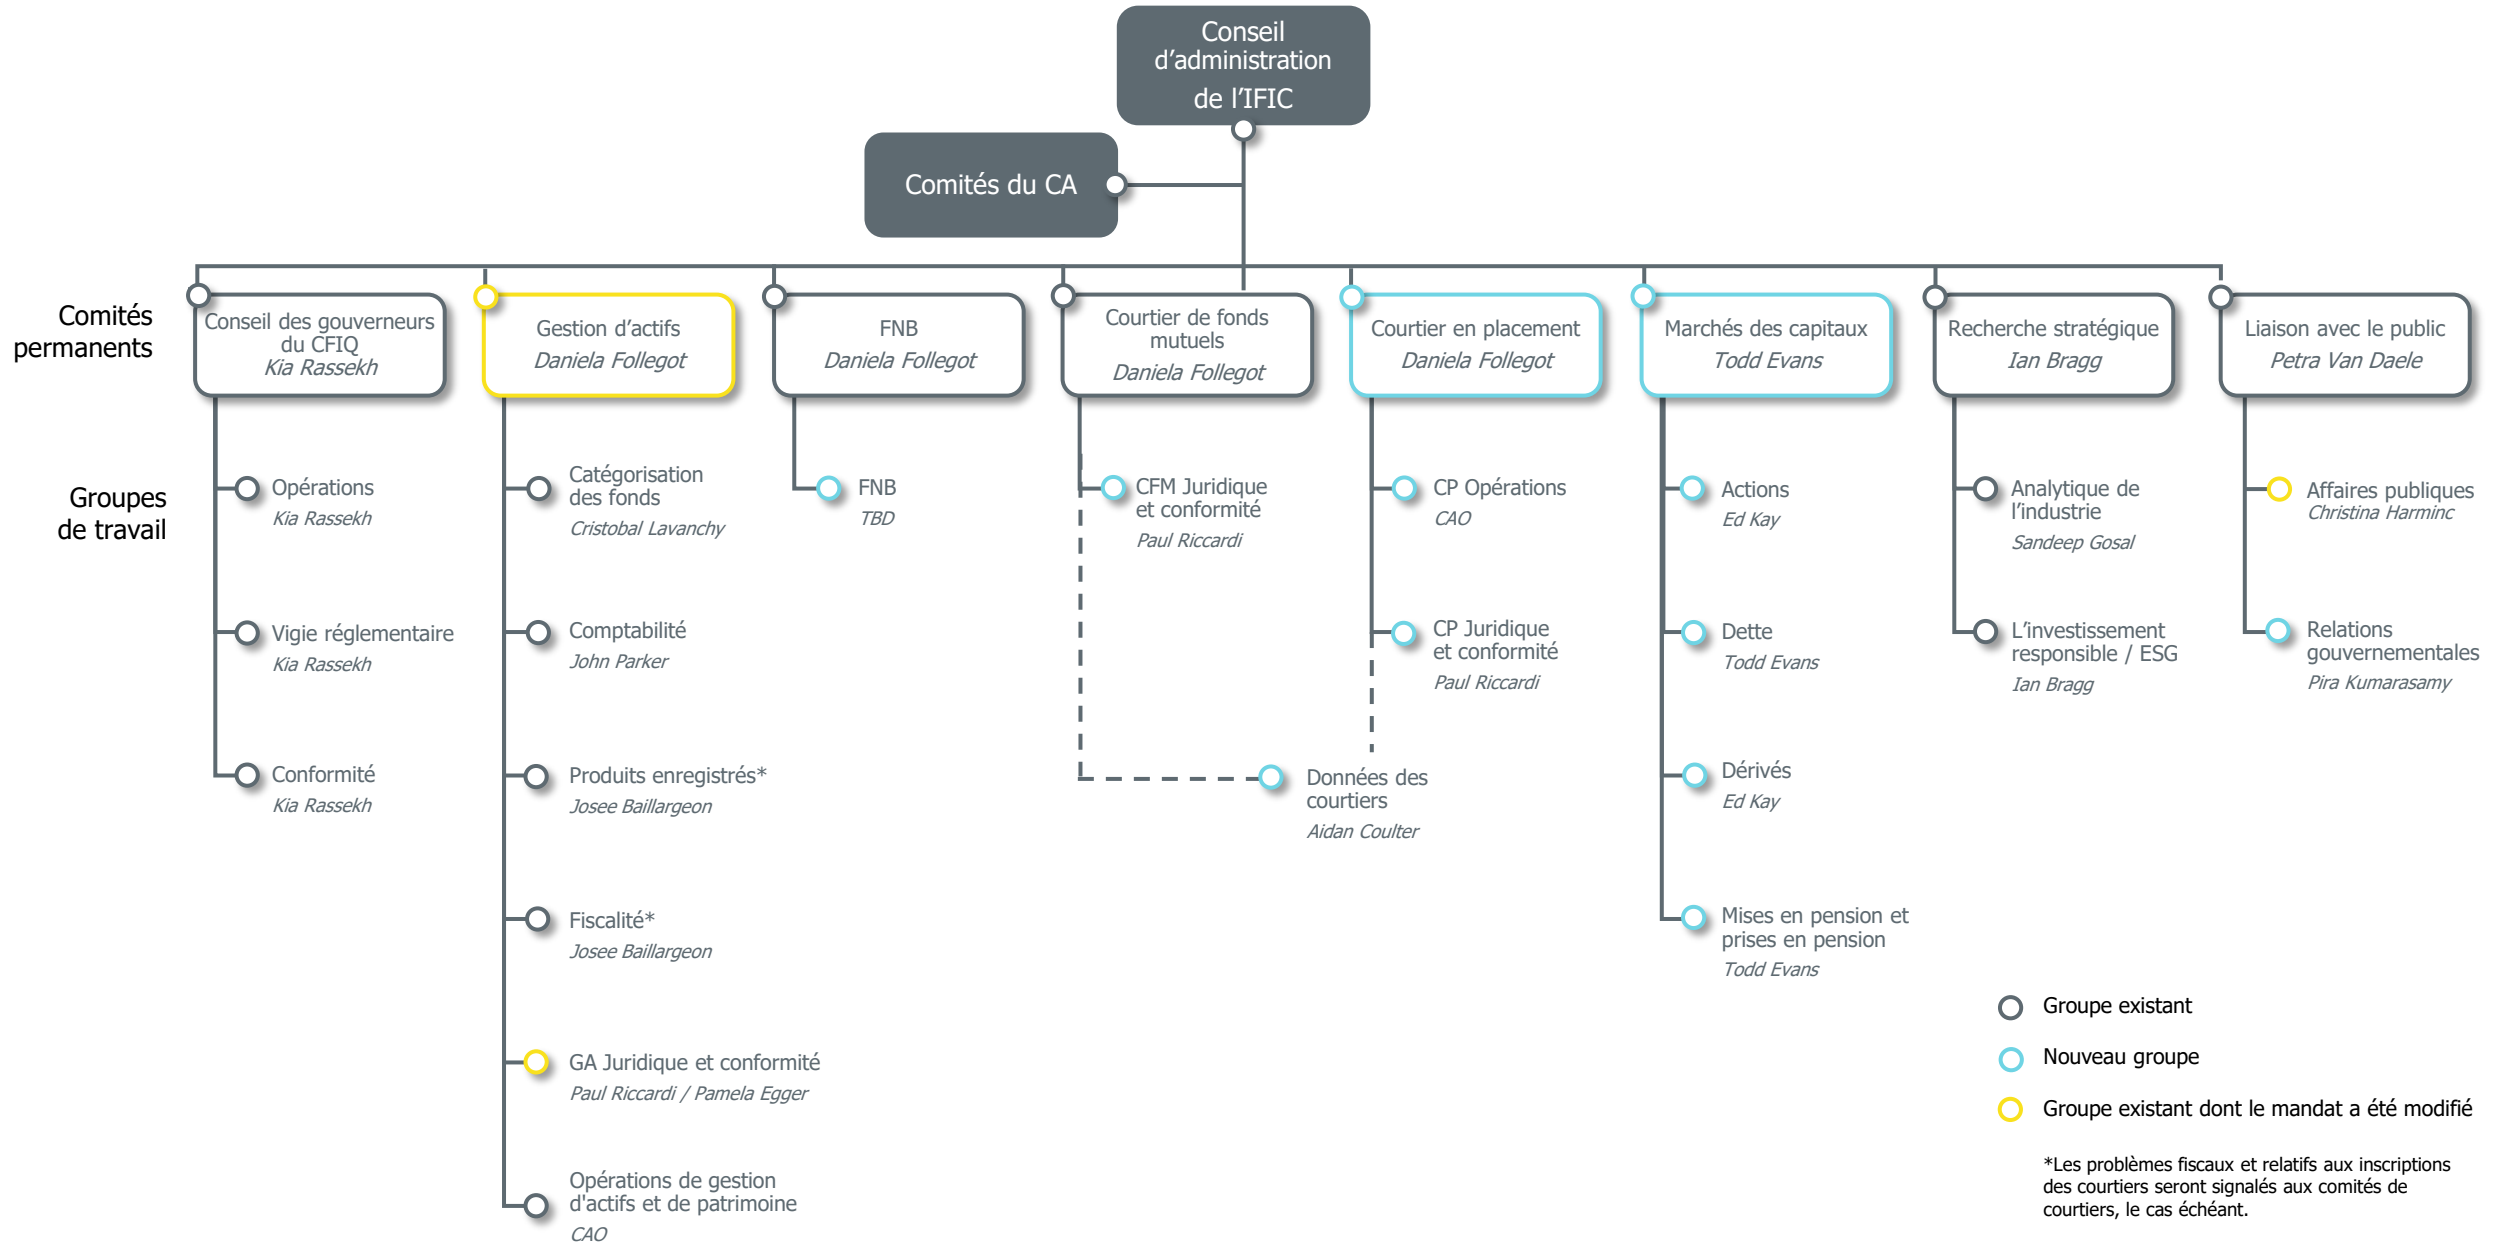 Conseil
d’administration
de l’IFIC
Comités du CA
Comités
permanents
Conseil des gouverneurs
du CFIQ
Kia Rassekh
Gestion d’actifs
Daniela Follegot
FNB
Daniela Follegot
Courtier de fonds
mutuels
Daniela Follegot
Courtier en placement
Daniela Follegot
Marchés des capitaux
Todd Evans
Recherche stratégique
Ian Bragg
Liaison avec le public
Petra Van Daele
Groupes
de travail
Opérations
Kia Rassekh
Vigie réglementaire
Kia Rassekh
Conformité
Kia Rassekh
Catégorisation
des fonds
Cristobal Lavanchy
Comptabilité
John Parker
Produits enregistrés*
Josee Baillargeon
Fiscalité*
Josee Baillargeon
GA Juridique et conformité
Paul Riccardi / Pamela Egger
Opérations de gestion
d'actifs et de patrimoine
CAO
FNB
TBD
CFM Juridique
et conformité
Paul Riccardi
Données des
courtiers
Aidan Coulter
CP Opérations
CAO
CP Juridique
et conformité
Paul Riccardi
Actions
Ed Kay
Dette
Todd Evans
Dérivés
Ed Kay
Mises en pension et
prises en pension
Todd Evans
Analytique de
l’industrie
Sandeep Gosal
L’investissement
responsible / ESG
Ian Bragg
Affaires publiques
Christina Harminc
Relations
gouvernementales
Pira Kumarasamy
Groupe existant
Nouveau groupe
Groupe existant dont le mandat a été modifié
*Les problèmes fiscaux et relatifs aux inscriptions
des courtiers seront signalés aux comités de
courtiers, le cas échéant.